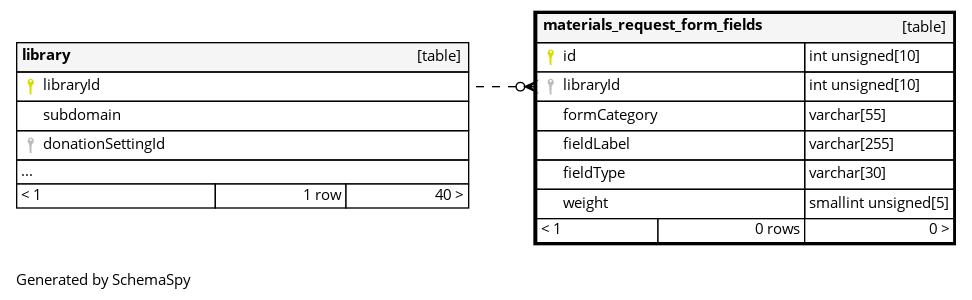 library [table]
libraryId
subdomain
donationSettingId
...
< 1 1 row 40 >
materials_request_form_fields [table]
id int unsigned[10]
libraryId int unsigned[10]
formCategory varchar[55]
fieldLabel varchar[255]
fieldType varchar[30]
weight smallint unsigned[5]
< 1 0 rows 0 >
Generated by SchemaSpy